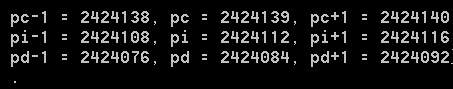 pc-1 = 2424138, pc = 2424139, pc+1 = 2424140
pi-1 = 2424108, pi = 2424112, pi+1 = 2424116
pd-1 = 2424076, pd = 2424084, pd+1 = 2424092
.